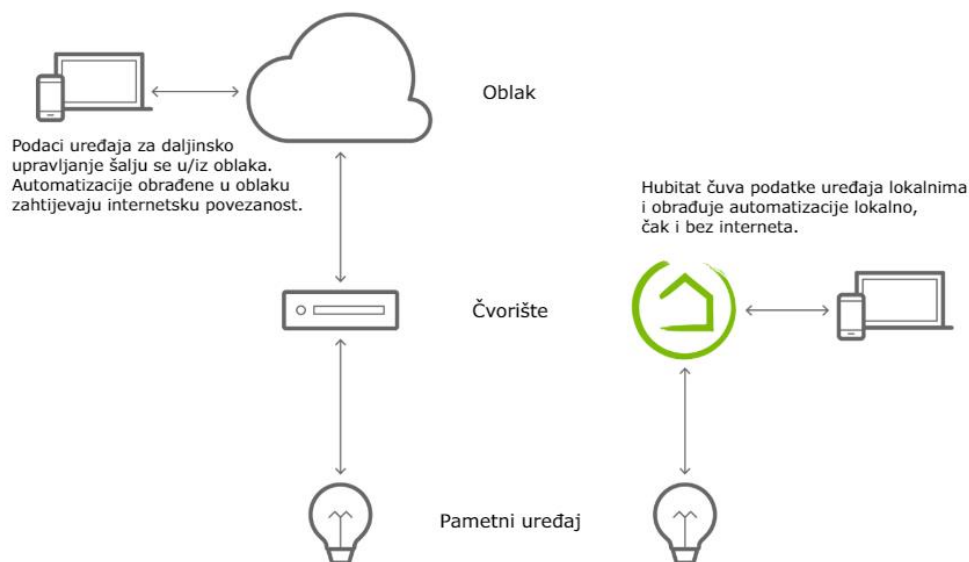 Oblak
Podaci uređaja za daljinsko
upravljanje šalju se u/iz oblaka.
Automatizacije obrađene u oblaku
zahtijevaju internetsku povezanost.
Hubitat čuva podatke uređaja lokalnima
i obrađuje automatizacije lokalno,
čak i bez interneta.
Čvorište
Pametni uređaj